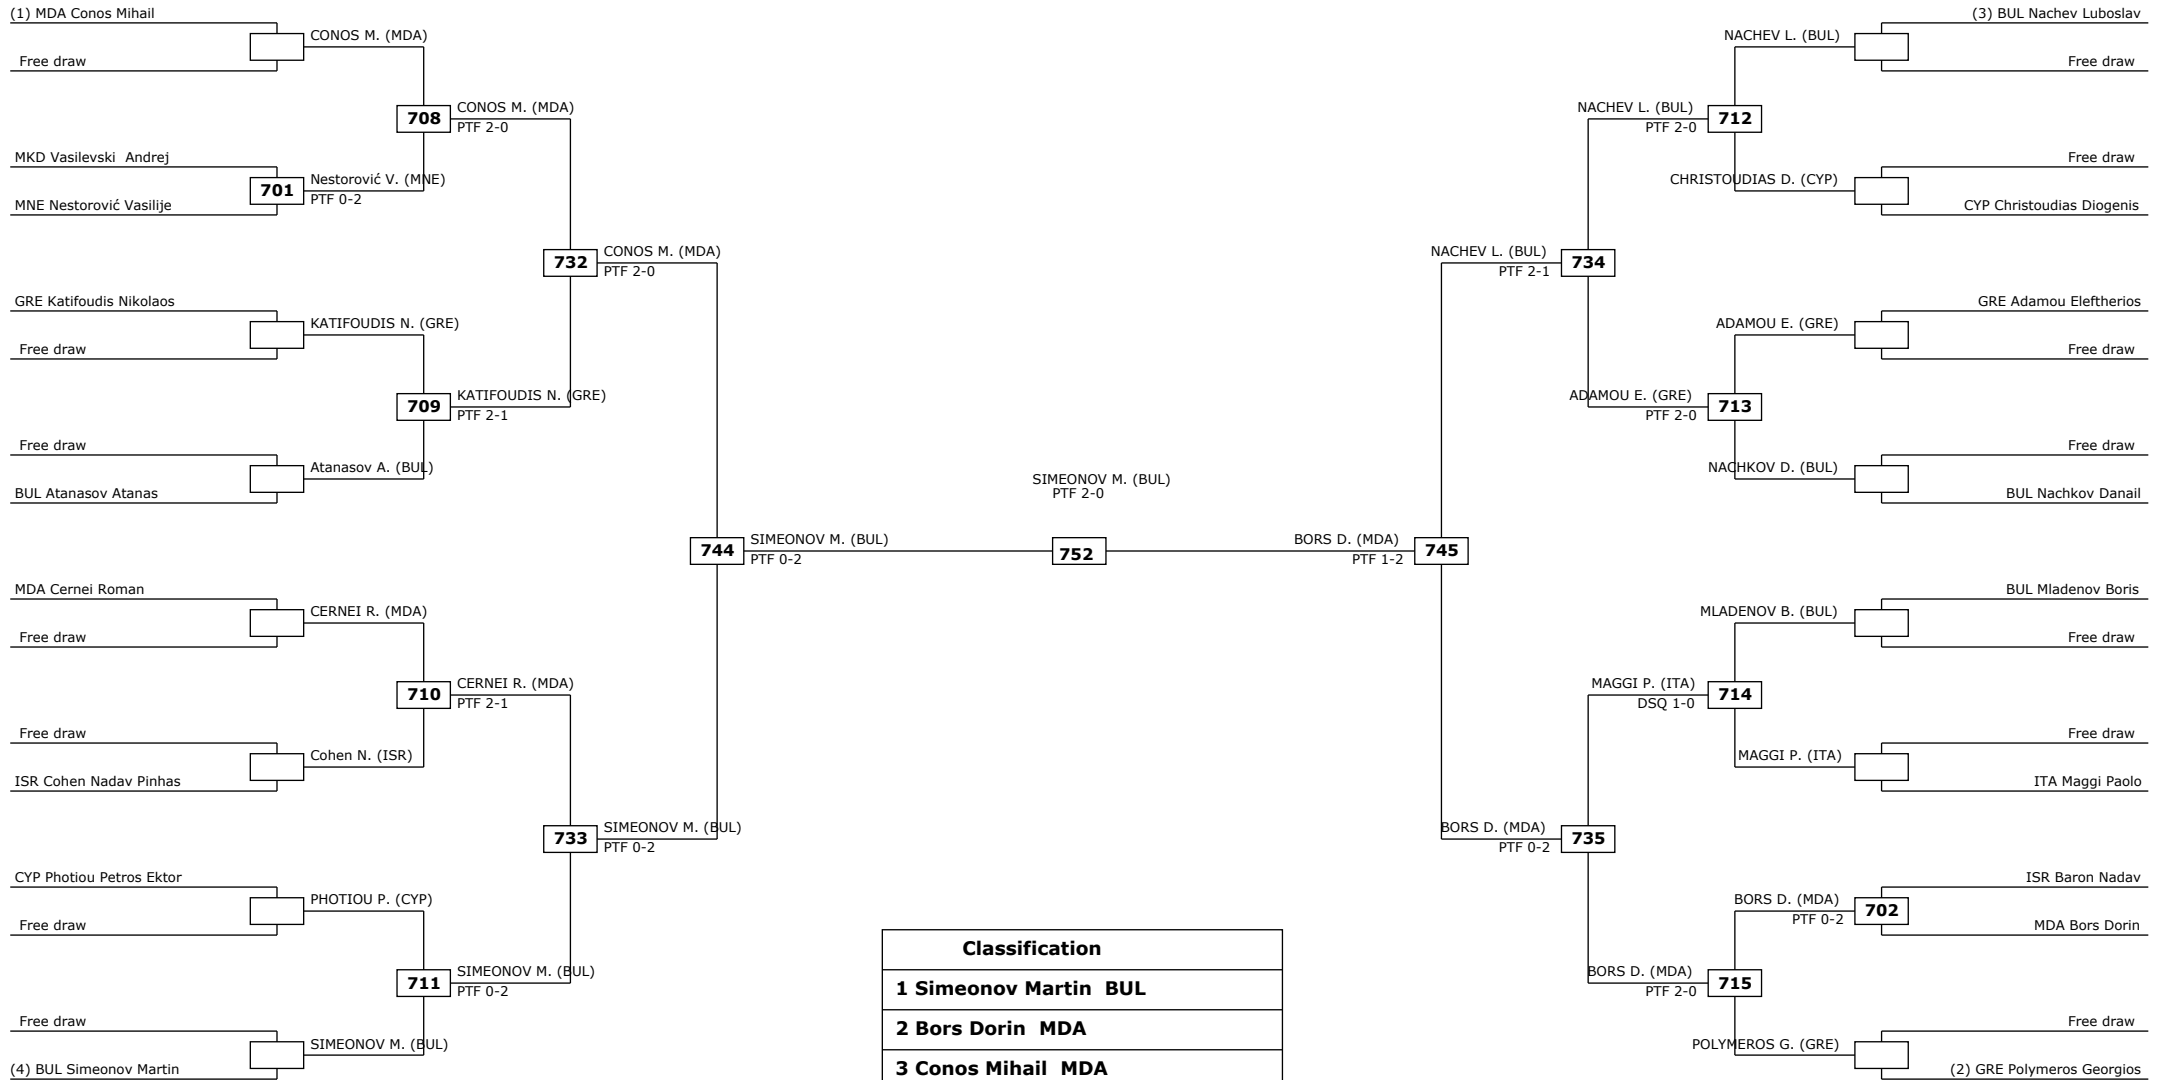 (1) MDA Conos Mihail
CONOS M. (MDA)
Free draw
CONOS M. (MDA)
708
PTF 2-0
MKD Vasilevski  Andrej
Nestorović V. (MNE)
701
PTF 0-2
MNE Nestorović Vasilije
CONOS M. (MDA)
732
PTF 2-0
GRE Katifoudis Nikolaos
KATIFOUDIS N. (GRE)
Free draw
KATIFOUDIS N. (GRE)
709
PTF 2-1
Free draw
Atanasov A. (BUL)
BUL Atanasov Atanas
SIMEONOV M. (BUL)
744
PTF 0-2
MDA Cernei Roman
CERNEI R. (MDA)
Free draw
CERNEI R. (MDA)
710
PTF 2-1
Free draw
Cohen N. (ISR)
ISR Cohen Nadav Pinhas
SIMEONOV M. (BUL)
733
PTF 0-2
CYP Photiou Petros Ektor
PHOTIOU P. (CYP)
Free draw
SIMEONOV M. (BUL)
711
PTF 0-2
Free draw
SIMEONOV M. (BUL)
(4) BUL Simeonov Martin
SIMEONOV M. (BUL)
PTF 2-0
752
Classification
1 Simeonov Martin  BUL
2 Bors Dorin  MDA
3 Conos Mihail  MDA
(3) BUL Nachev Luboslav
NACHEV L. (BUL)
Free draw
NACHEV L. (BUL)
712
PTF 2-0
Free draw
CHRISTOUDIAS D. (CYP)
CYP Christoudias Diogenis
NACHEV L. (BUL)
734
PTF 2-1
GRE Adamou Eleftherios
ADAMOU E. (GRE)
Free draw
ADAMOU E. (GRE)
713
PTF 2-0
Free draw
NACHKOV D. (BUL)
BUL Nachkov Danail
BORS D. (MDA)
745
PTF 1-2
BUL Mladenov Boris
MLADENOV B. (BUL)
Free draw
MAGGI P. (ITA)
714
DSQ 1-0
Free draw
MAGGI P. (ITA)
ITA Maggi Paolo
BORS D. (MDA)
735
PTF 0-2
ISR Baron Nadav
BORS D. (MDA)
702
PTF 0-2
MDA Bors Dorin
BORS D. (MDA)
715
PTF 2-0
Free draw
POLYMEROS G. (GRE)
(2) GRE Polymeros Georgios